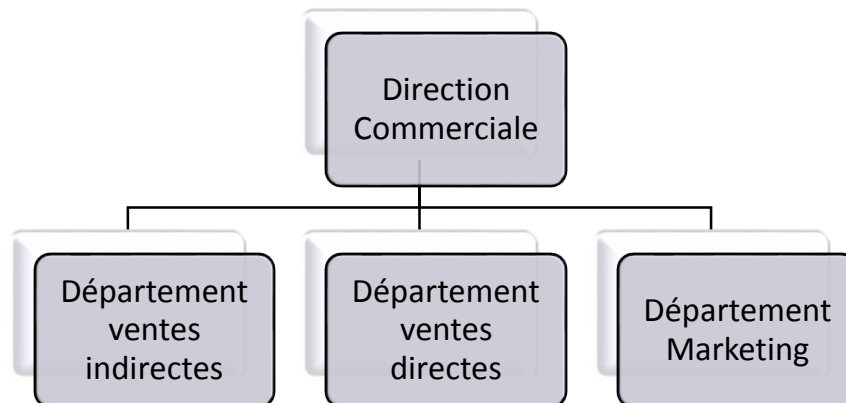 Direction
Commerciale
Département
ventes
indirectes
Département
ventes
directes
Département
Marketing